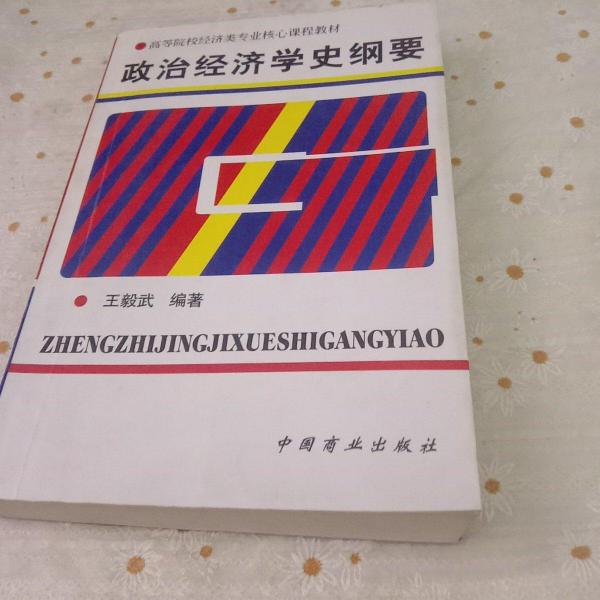 高等院校经济类专业核心课程教材
政治经济学史纲要
王毅武 编著
ZHENGZHIJINGJIXUESHIGANGYIAO
中国商业出版社